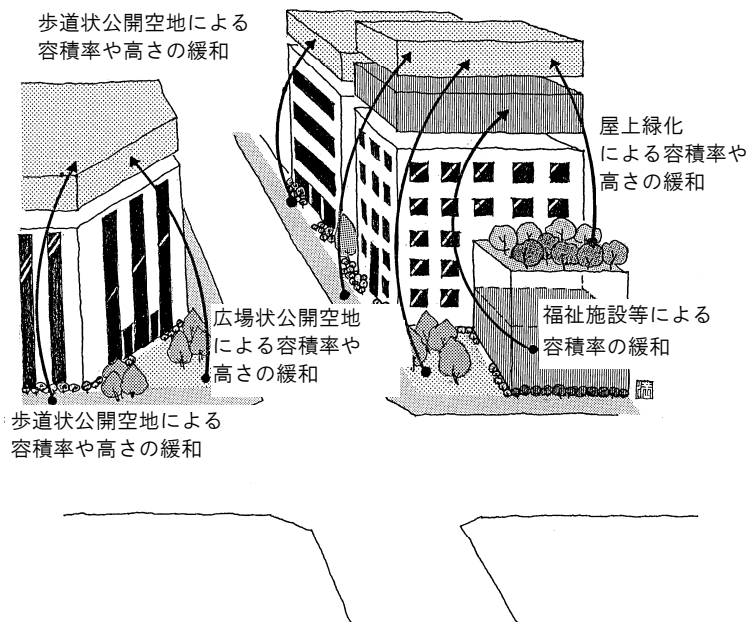 歩道状公開空地による
容積率や高さの緩和
屋上緑化
による容積率や
高さの緩和
広場状公開空地
による容積率や
高さの緩和
福祉施設等による
容積率の緩和
歩道状公開空地による
容積率や高さの緩和